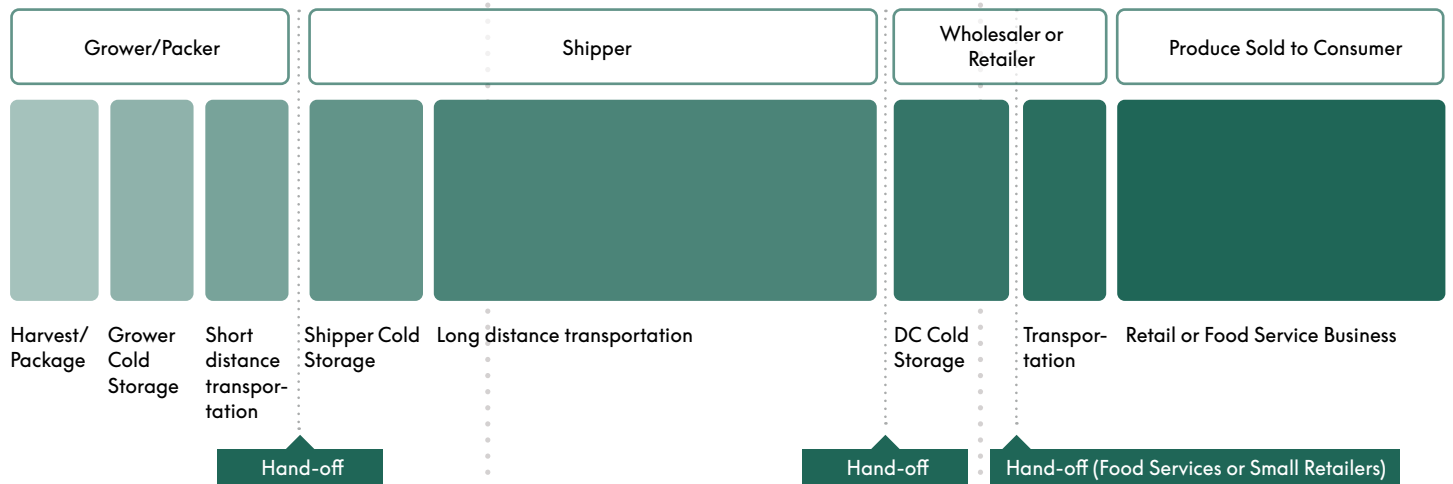 Grower/Packer
Shipper
Wholesaler or
Retailer
Produce Sold to Consumer
Harvest/
Package
Grower
Cold
Storage
Short
distance
transpor-
tation
Shipper Cold
Storage
Long distance transportation
DC Cold
Storage
Transpor-
tation
Retail or Food Service Business
Hand-off
Hand-off
Hand-off (Food Services or Small Retailers)